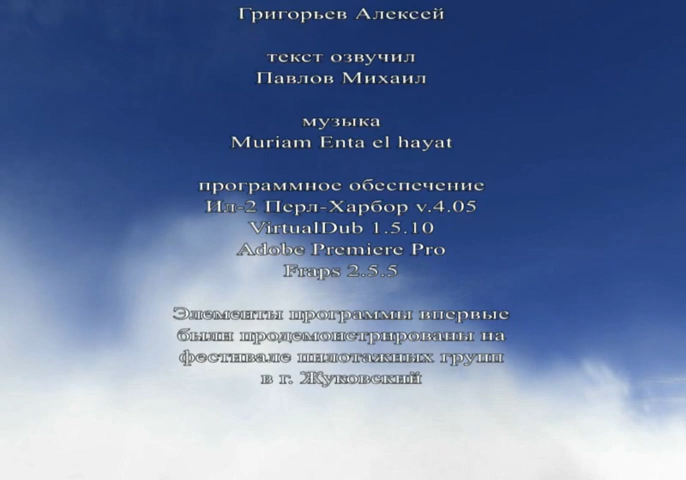 Григорьев Алексей
текст озвучил
Павлов Михаил
музыка
Muriam Enta el hayat
программное обеспечение
Ил-2 Перл-Харбор v.4.05
VirtualDub 1.5.10
Adobe Premiere Pro
Fraps 2.5.5
Элементы программы впервые
были продемонстрированы на
фестивале пилотажных групп
в г. Жуковский